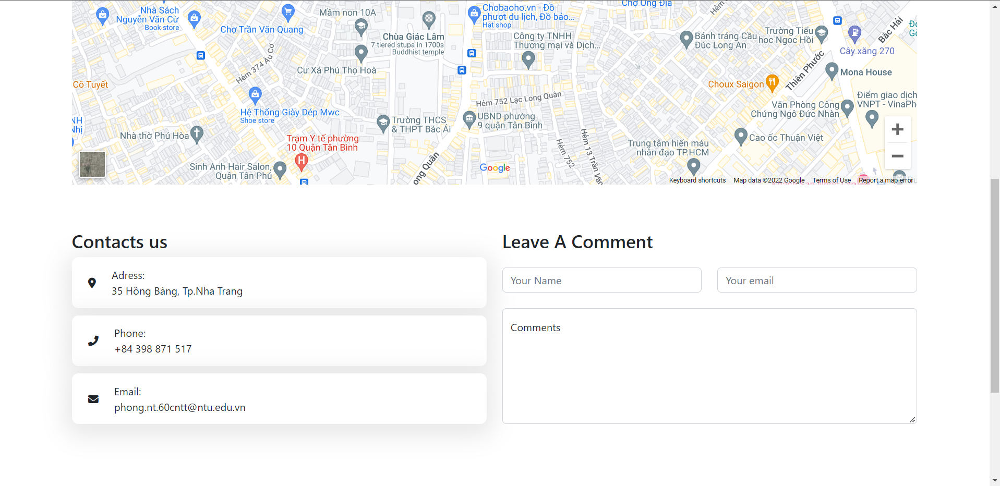 Nhà Sách
Nguyễn Văn Cừ
Book store
Chợ Trần Văn Quang
Mầm non 10A
Chobaoho.vn - Đồ
phượt du lịch, Đồ bảo...
Hat shop
Chợ Ông Địa
Chùa Giác Lâm
7-tiered stupa in 1700s
Buddhist temple
Công ty TNHH
Thương mại và Dịch...
Bánh tráng Cầu
Đúc Long An
Trường Tiểu
học Ngọc Hồi
Bắc Hải
Cây xăng 270
Hẻm 374 Âu Cơ
Cư Xá Phú Thọ Hoà
Thiên Phước
Mona House
Cô Tuyết
Choux Saigon
Hẻm 752 Lạc Long Quân
Điểm giao dịch
VNPT - VinaPh
Văn Phòng Công
Chứng Ngô Đức Nhàn
Hệ Thống Giày Dép Mwc
Shoe store
Trường THCS
& THPT Bác Ái
UBND phường
9 quận Tân Bình
Nhà thờ Phú Hòa
Trạm Y tế phường
10 Quận Tân Bình
H
Hẻm 752
Hẻm 13 Trần Văn
Trung tâm hiến máu
nhân đạo TP.HCM
Cao ốc Thuận Việt
Sinh Anh Hair Salon,
Quận Tân Phú
ong Quân
Google
Keyboard shortcuts
Map data ©2022 Google
Terms of Use
Report a map error
Contacts us
Adress:
35 Hồng Bàng, Tp.Nha Trang
Phone:
+84 398 871 517
Email:
phong.nt.60cntt@ntu.edu.vn
Leave A Comment
Your Name
Your email
Comments